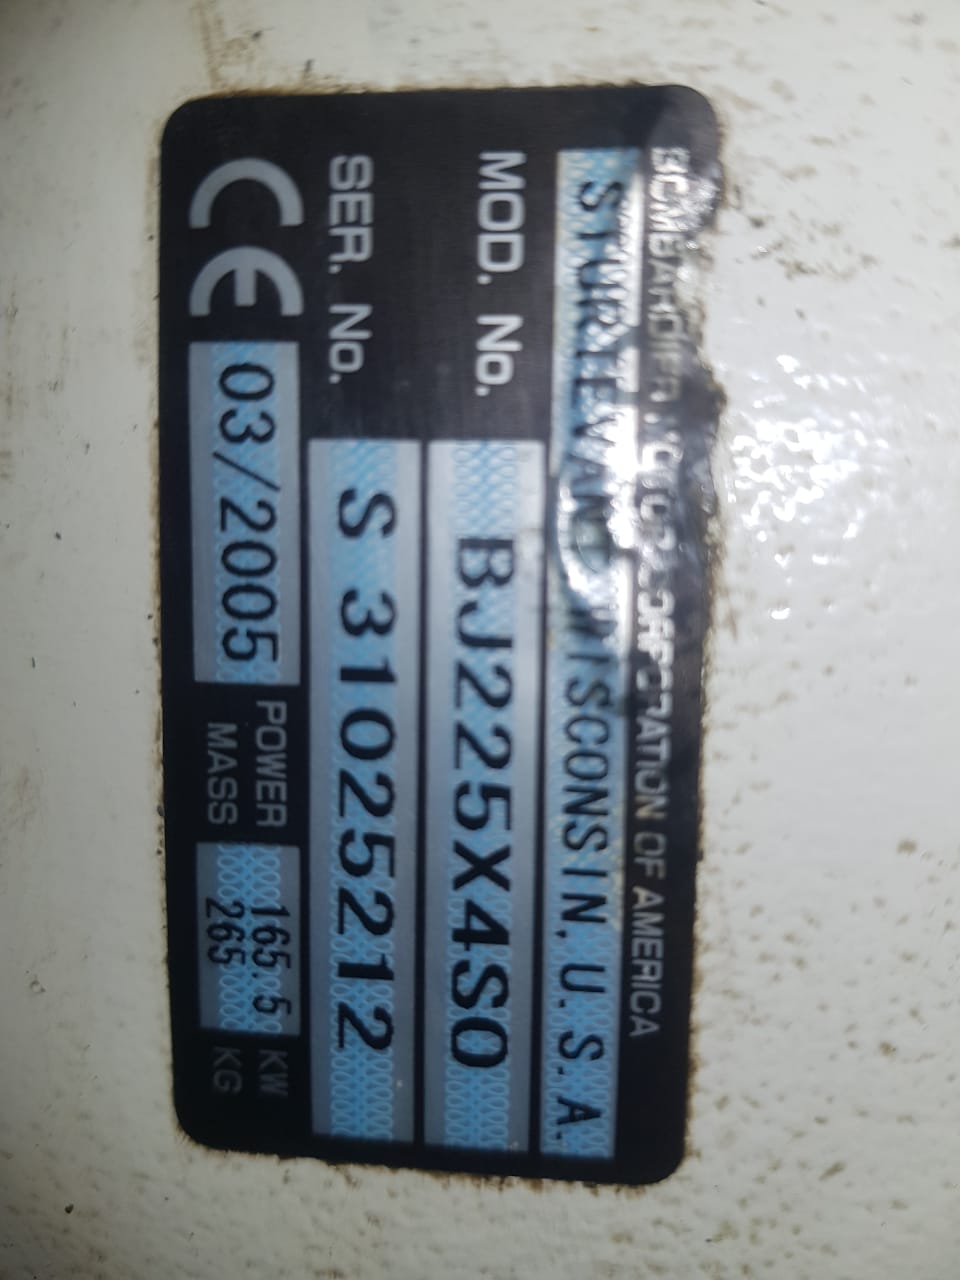 BOMBARDIER MOTOR CORPORATION OF AMERICA
STURTEVANT WISCONSIN. U.S.A.
MOD. No. BJ225X4S0
SER. No. S 31025212
CE 03/2005 POWER 165.5 KW
MASS 265 KG